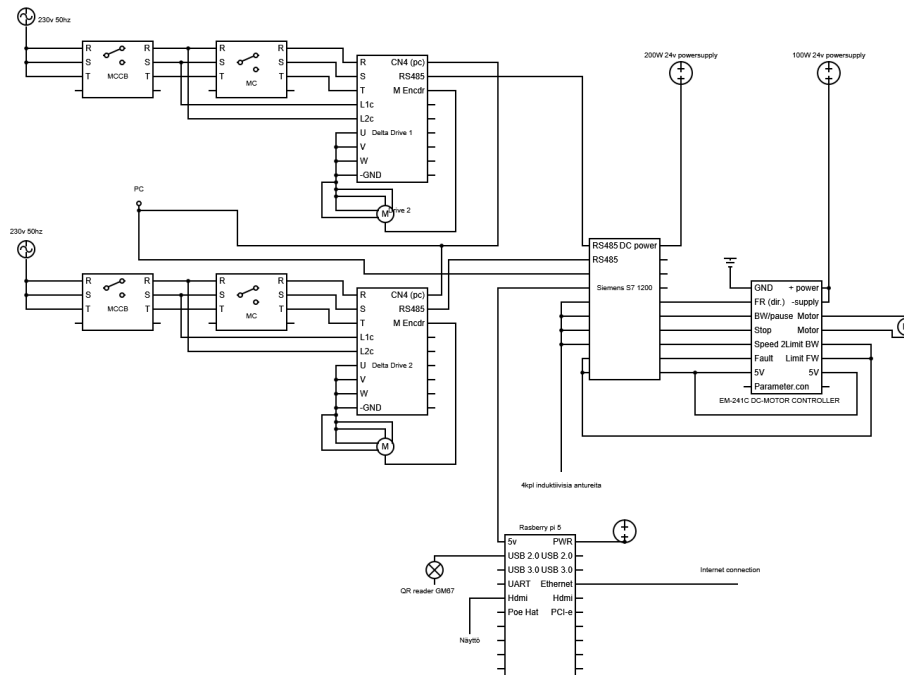 230v 50hz
R R
S S
T T
MCCB
R R
S S
T T
MC
R CN4 (pc)
S RS485
T M Encdr
L1c
L2c
U Delta Drive 1
V
W
-GND
M
Drive 2
200W 24v powersupply
100W 24v powersupply
PC
230v 50hz
R R
S S
T T
MCCB
R R
S S
T T
MC
R CN4 (pc)
S RS485
T M Encdr
L1c
L2c
U Delta Drive 2
V
W
-GND
M
RS485 DC power
RS485
Siemens S7 1200
GND + power
FR (dir.) -supply
BW/pause Motor
Stop Motor
Speed 2 Limit BW
Fault Limit FW
5V 5V
Parameter.con
EM-241C DC-MOTOR CONTROLLER
4kpl induktiivisia antureita
Rasberry pi 5
5v PWR
USB 2.0 USB 2.0
USB 3.0 USB 3.0
UART Ethernet
Hdmi Hdmi
Poe Hat PCI-e
QR reader GM67
Näyttö
Internet connection